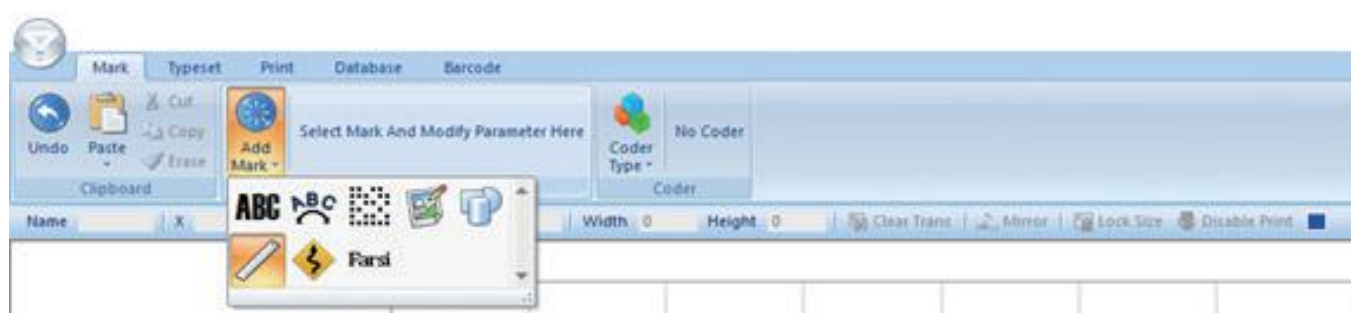 Mark Typeset Print Database Barcode
Undo Paste Cut Copy Erase
Clipboard
Add Mark
Select Mark And Modify Parameter Here
Coder Type No Coder
Coder
ABC ABC
Farsi
Name X Width 0 Height 0 Clear Trans Mirror Lock Size Disable Print